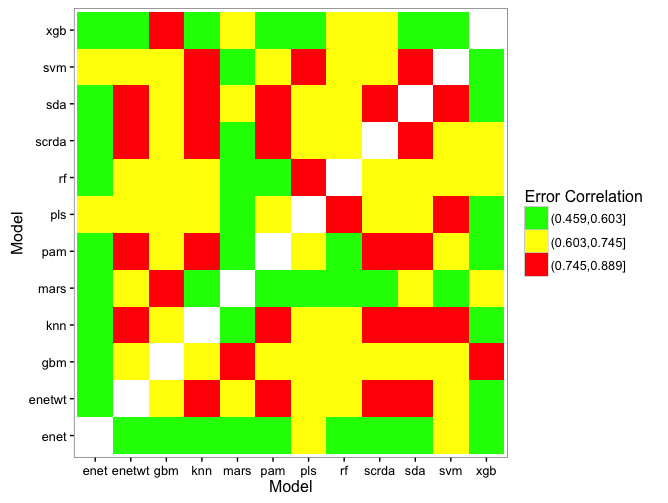 xgb
svm
sda
scrda
rf
pls
pam
mars
knn
gbm
enetwt
enet
Model
enet enetwt gbm knn mars pam pls rf scrda sda svm xgb
Model
Error Correlation
(0.459,0.603]
(0.603,0.745]
(0.745,0.889]